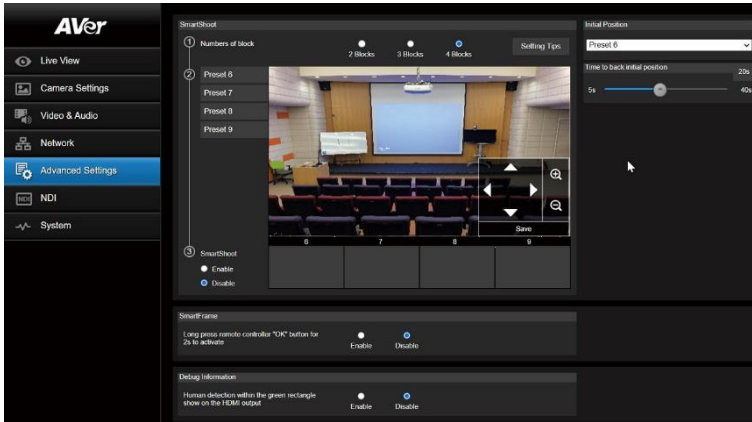 AVer
Live View
Camera Settings
Video & Audio
Network
Advanced Settings
NDI
System
SmartShoot
1 Numbers of block
2 Blocks
3 Blocks
4 Blocks
Setting Tips
2
Preset 6
Preset 7
Preset 8
Preset 9
Save
6 7 8 9
3 SmartShoot
Enable
Disable
Initial Position
Preset 6
Time to back initial position
20s
5s
40s
SmartFrame
Long press remote controller "OK" button for
2s to activate
Enable
Disable
Debug Information
Human detection within the green rectangle
show on the HDMI output
Enable
Disable